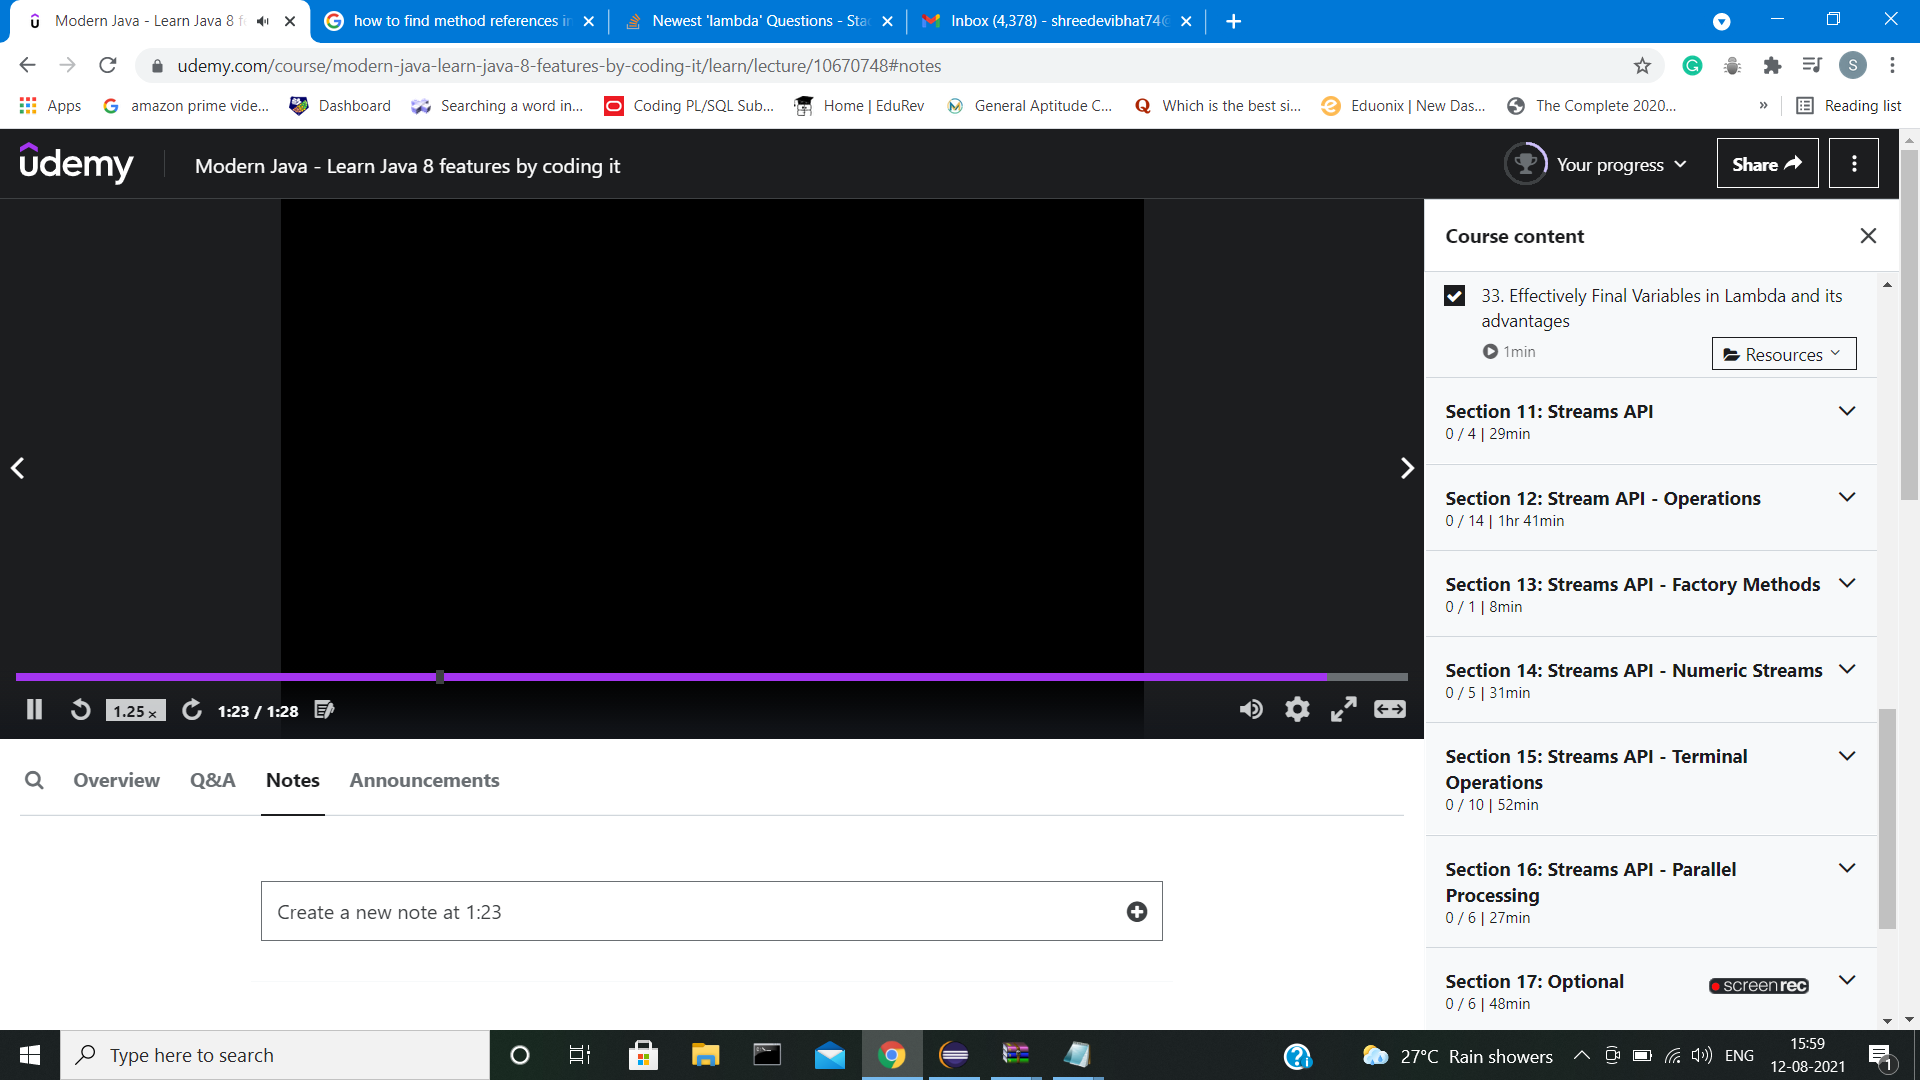 Modern Java - Learn Java 8 f
how to find method references in
Newest 'lambda' Questions - Stac
Inbox (4,378) - shreedevibhat74@
udemy.com/course/modern-java-learn-java-8-features-by-coding-it/learn/lecture/10670748#notes
S
Apps
amazon prime vide...
Dashboard
Searching a word in...
Coding PL/SQL Sub...
Home | EduRev
General Aptitude C...
Which is the best si...
Eduonix | New Das...
The Complete 2020...
»
Reading list
udemy
Modern Java - Learn Java 8 features by coding it
Your progress
Share
Course content
33. Effectively Final Variables in Lambda and its
advantages
1min
Resources
Section 11: Streams API
0 / 4 | 29min
Section 12: Stream API - Operations
0 / 14 | 1hr 41min
Section 13: Streams API - Factory Methods
0 / 1 | 8min
Section 14: Streams API - Numeric Streams
0 / 5 | 31min
Section 15: Streams API - Terminal
Operations
0 / 10 | 52min
Section 16: Streams API - Parallel
Processing
0 / 6 | 27min
Section 17: Optional
0 / 6 | 48min
screenrec
1.25 x
1:23 / 1:28
Overview
Q&A
Notes
Announcements
Create a new note at 1:23
Type here to search
27°C Rain showers
ENG
15:59
12-08-2021
1